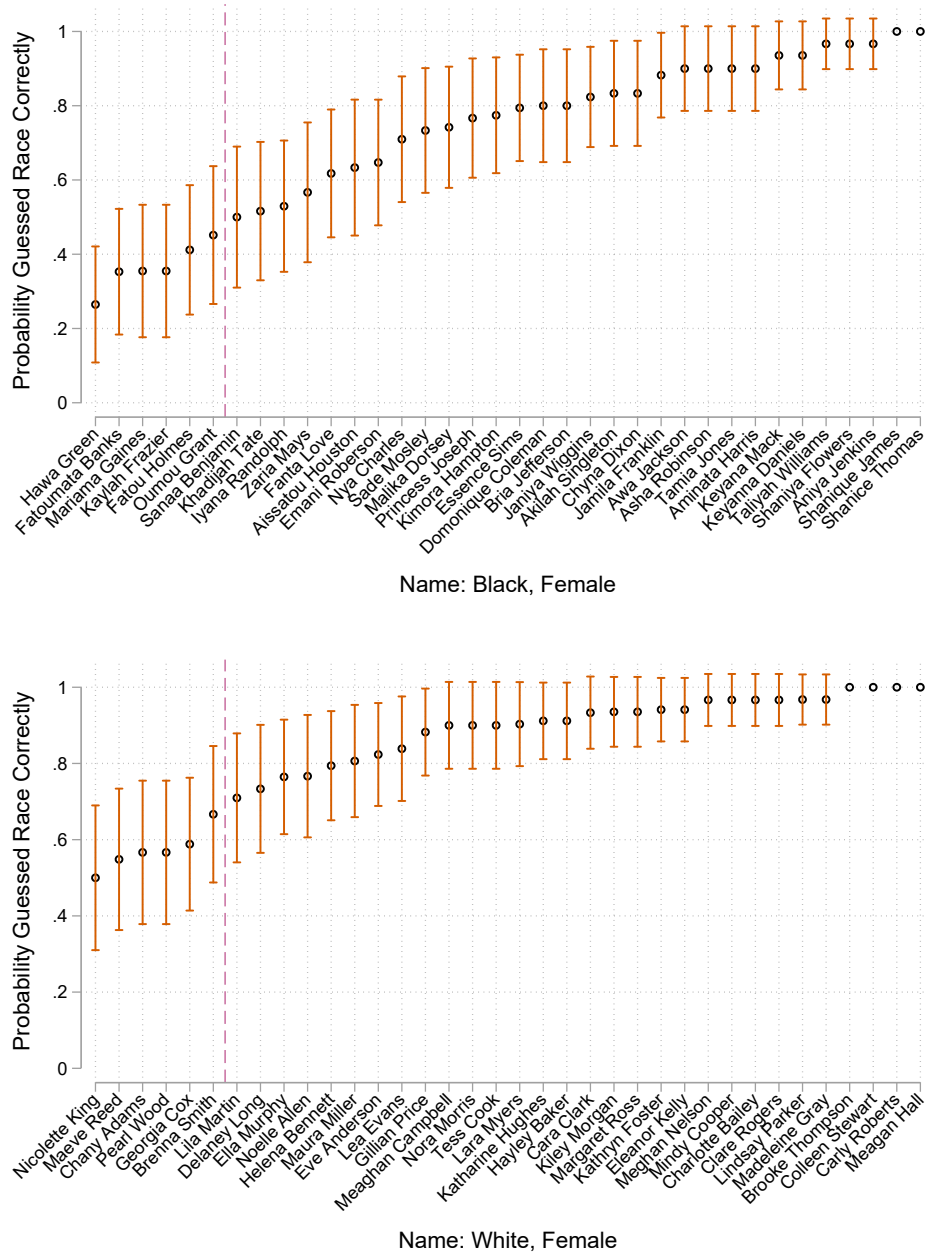 Probability Guessed Race Correctly
1
.8
.6
.4
.2
0
Hawa Green
Fatoumata Banks
Mariama Gaines
Kaylah Frazier
Fatou Holmes
Oumou Grant
Sanaa Benjamin
Khadijah Tate
Iyana Randolph
Zaria Mays
Fanta Love
Aissatou Houston
Emani Roberson
Nya Charles
Sade Mosley
Malika Dorsey
Princess Joseph
Kimora Hampton
Essence Sims
Domonique Coleman
Bria Jefferson
Janiya Wiggins
Akilah Singleton
Chyna Dixon
Jamila Franklin
Awa Jackson
Asha Robinson
Tamia Jones
Aminata Harris
Keyana Mack
Keyanna Daniels
Taliyah Williams
Shaniya Flowers
Aniya Jenkins
Shanique James
Shanice Thomas
Name: Black, Female
Probability Guessed Race Correctly
1
.8
.6
.4
.2
0
Nicolette King
Maeve Reed
Chany Adams
Pearl Wood
Georgia Cox
Brenna Smith
Lila Martin
Delaney Long
Ella Murphy
Noelle Allen
Helena Bennett
Maura Miller
Eve Anderson
Lea Evans
Gillian Price
Meaghan Campbell
Nora Morris
Tess Cook
Lara Myers
Katharine Hughes
Hayley Baker
Cara Clark
Kiley Morgan
Margaret Ross
Kathryn Foster
Eleanor Kelly
Meghan Nelson
Mindy Cooper
Charlotte Bailey
Clare Rogers
Lindsay Parker
Madeleine Gray
Brooke Thompson
Colleen Stewart
Carly Roberts
Meagan Hall
Name: White, Female